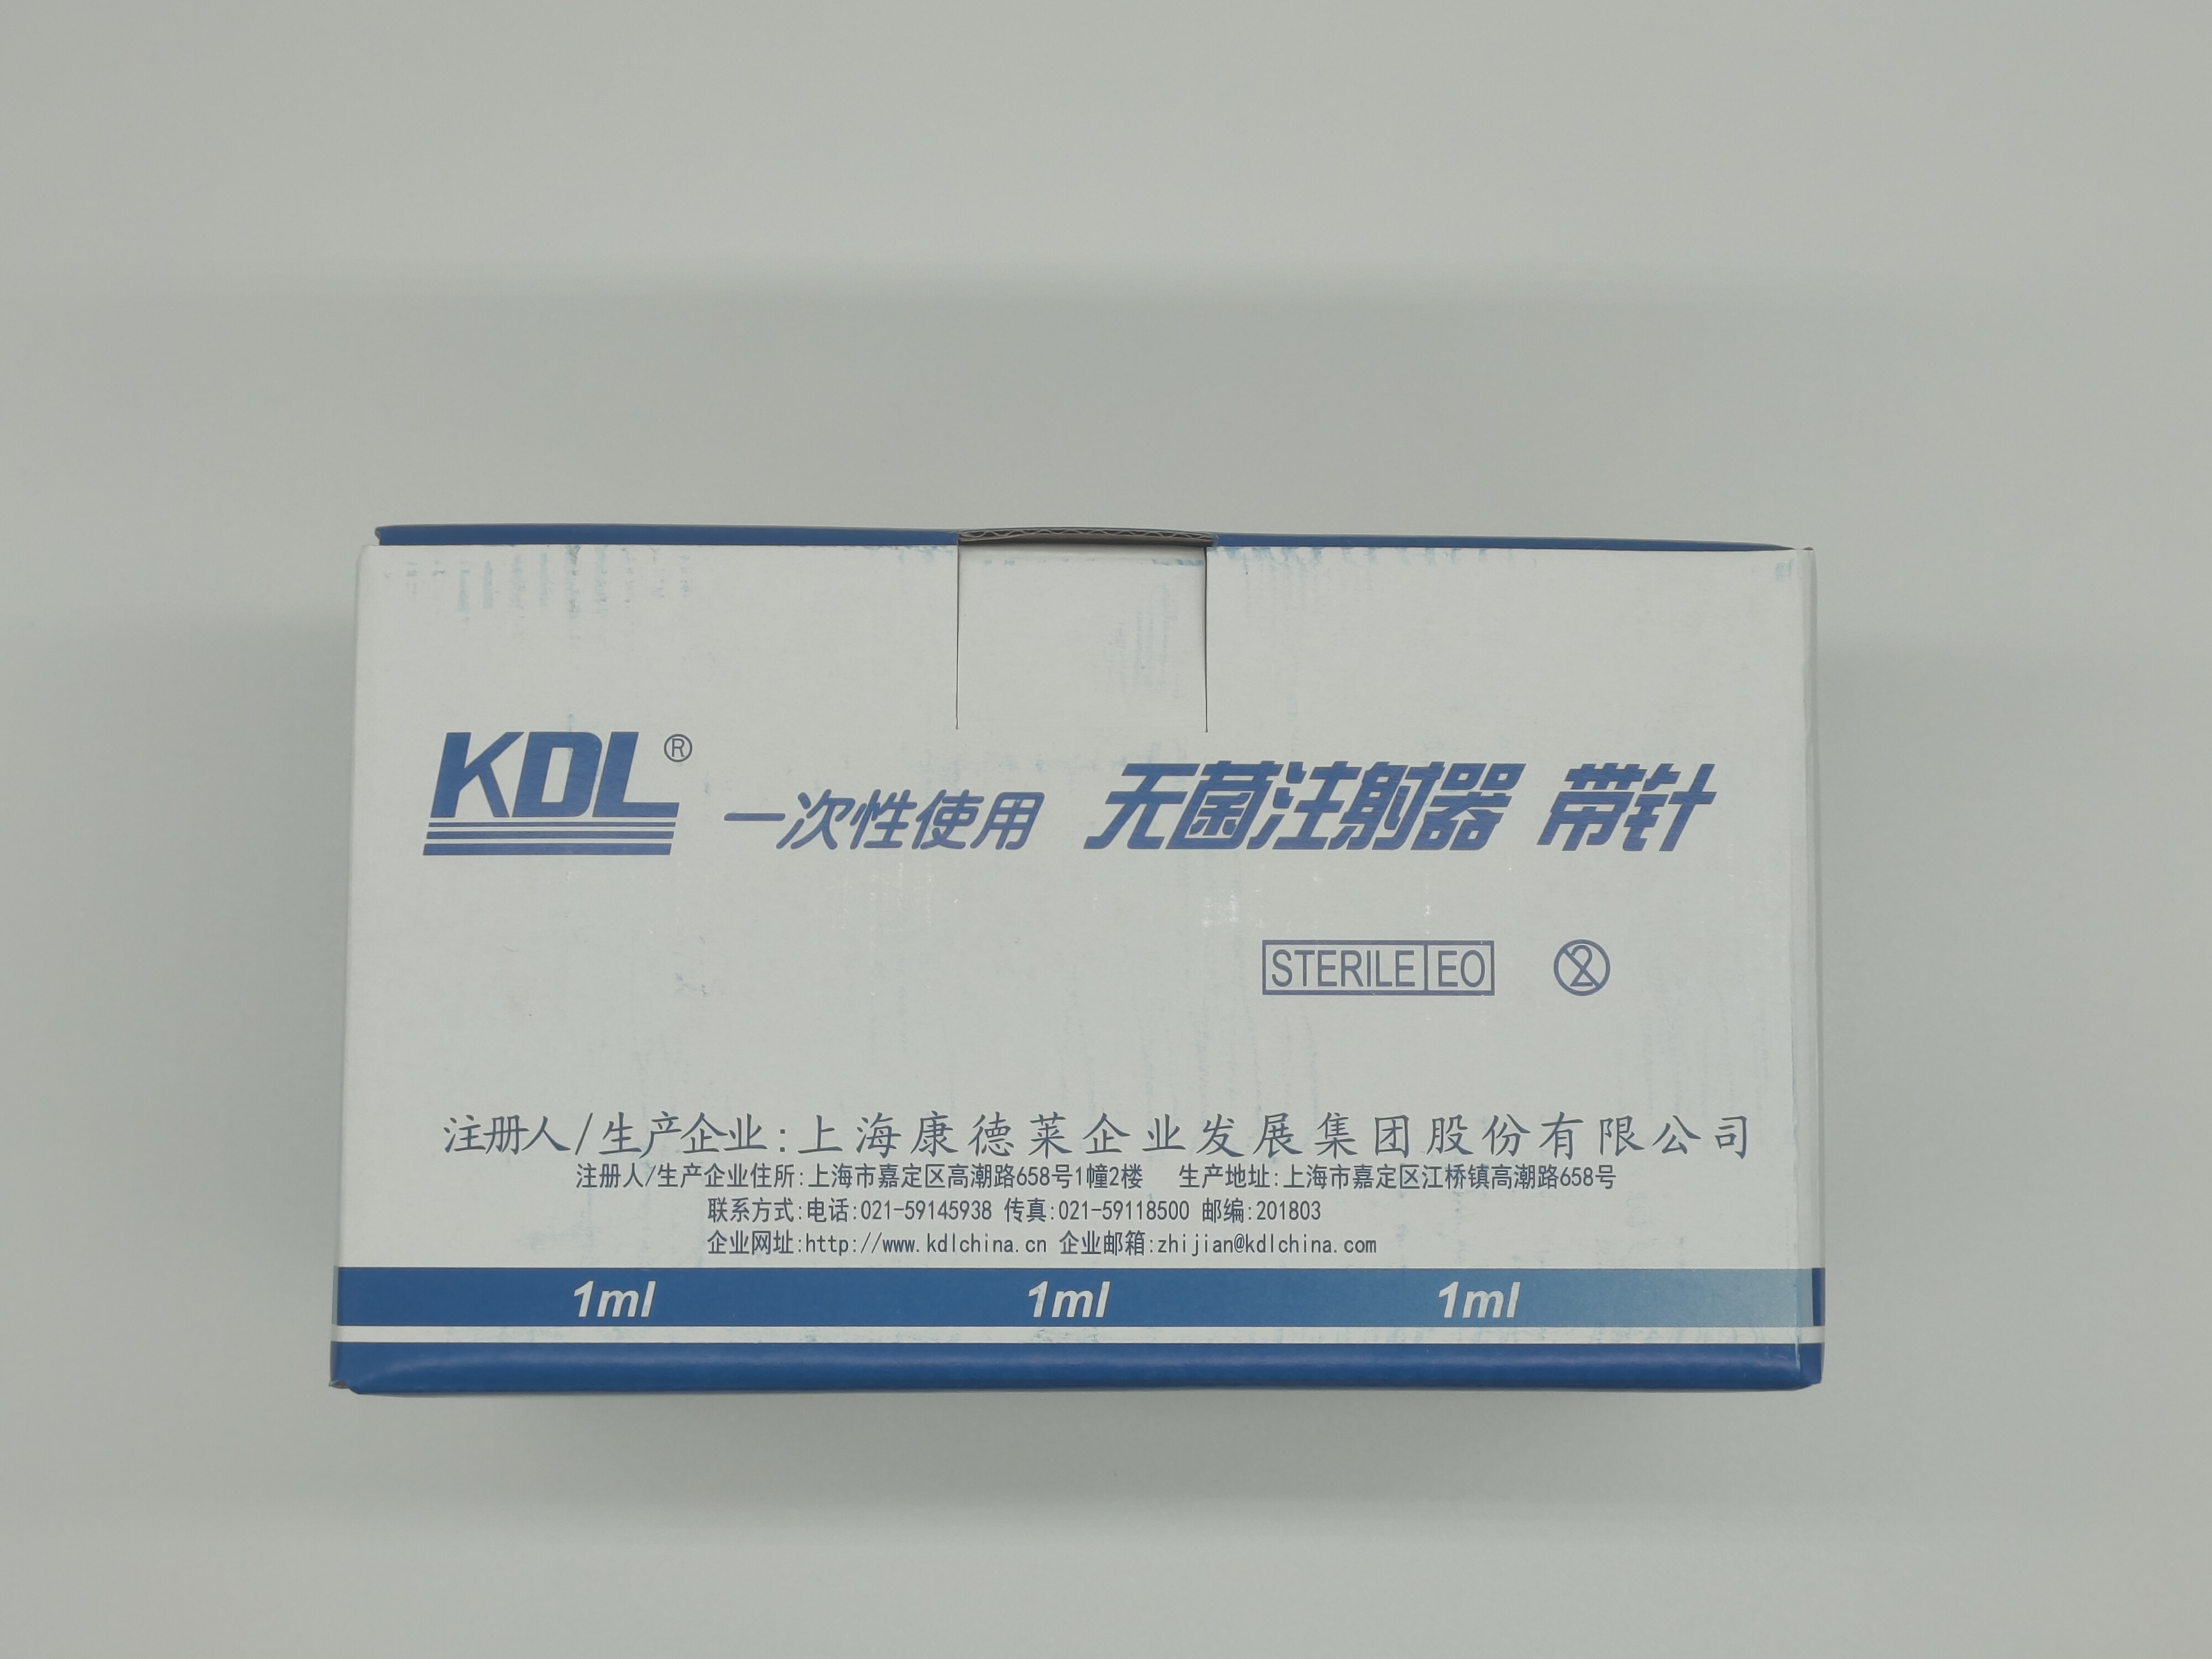 KDL® 一次性使用 无菌注射器 带针
STERILE EO 2
注册人/生产企业:上海康德莱企业发展集团股份有限公司
注册人/生产企业住所:上海市嘉定区高潮路658号1幢2楼 生产地址:上海市嘉定区江桥镇高潮路658号
联系方式:电话:021-59145938 传真:021-59118500 邮编:201803
企业网址:http://www.kdlchina.cn 企业邮箱:zhijian@kdlchina.com
1ml 1ml 1ml